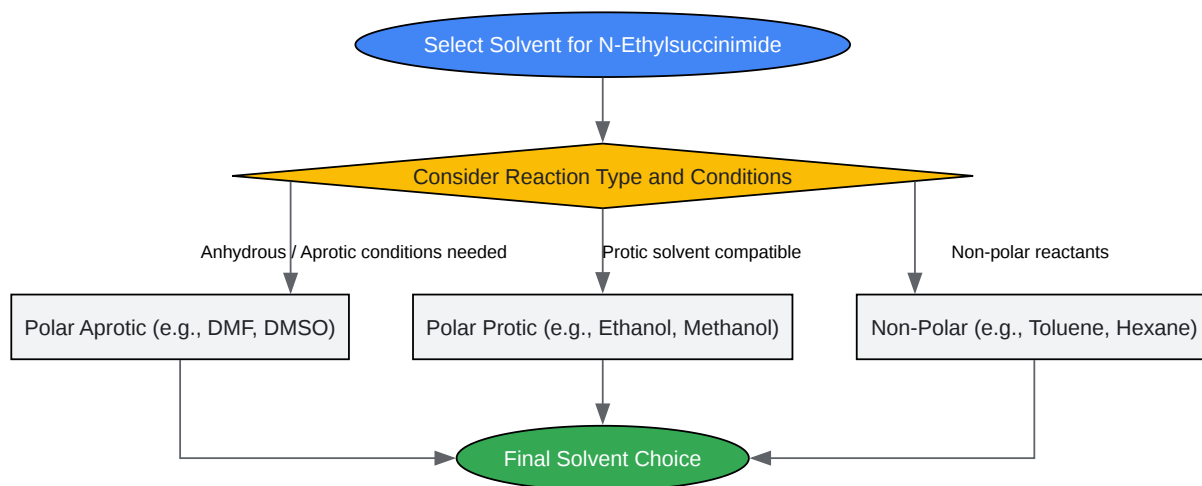 Select Solvent for N-Ethylsuccinimide
Consider Reaction Type and Conditions
Anhydrous / Aprotic conditions needed
Protic solvent compatible
Non-polar reactants
Polar Aprotic (e.g., DMF, DMSO)
Polar Protic (e.g., Ethanol, Methanol)
Non-Polar (e.g., Toluene, Hexane)
Final Solvent Choice